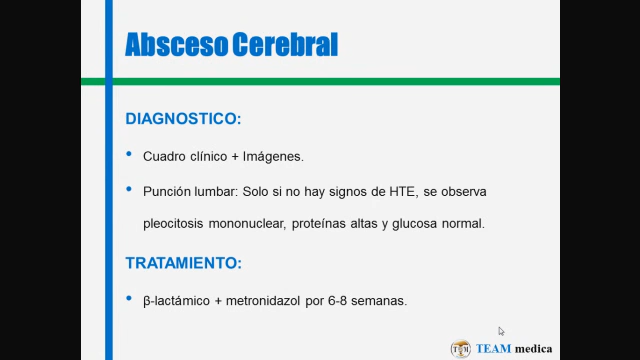 Absceso Cerebral
DIAGNOSTICO:
• Cuadro clínico + Imágenes.
• Punción lumbar: Solo si no hay signos de HTE, se observa
pleocitosis mononuclear, proteínas altas y glucosa normal.
TRATAMIENTO:
• β-lactámico + metronidazol por 6-8 semanas.
TEAM medica